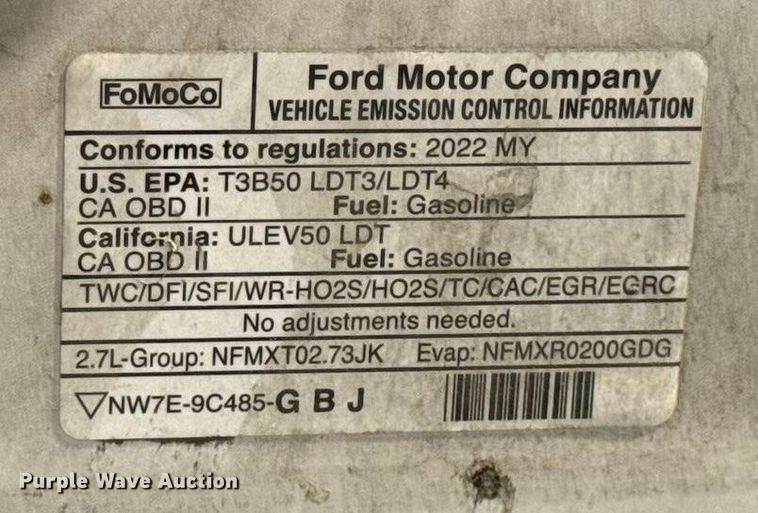 FoMoCo
Ford Motor Company
VEHICLE EMISSION CONTROL INFORMATION
Conforms to regulations: 2022 MY
U.S. EPA: T3B50 LDT3/LDT4
CA OBD II Fuel: Gasoline
California: ULEV50 LDT
CA OBD II Fuel: Gasoline
TWC/DFI/SFI/WR-HO2S/HO2S/TC/CAC/EGR/EGRC
No adjustments needed.
2.7L-Group: NFMXT02.73JK Evap: NFMXR0200GDG
▽NW7E-9C485-G B J
Purple Wave Auction